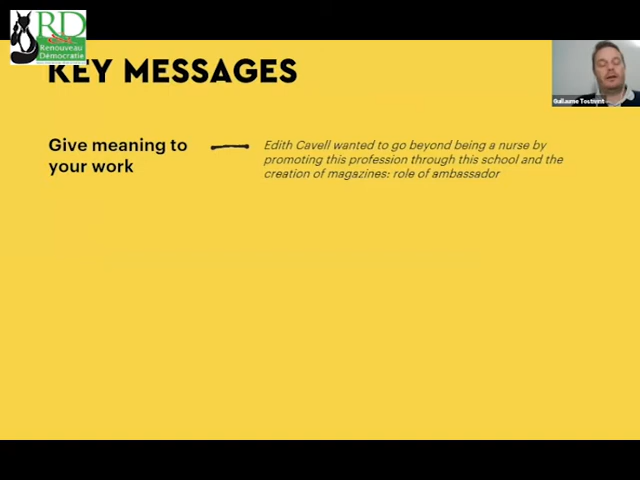 RD
Renouveau
Démocratie
KEY MESSAGES
Guillaume Tostivint
Give meaning to
your work
Edith Cavell wanted to go beyond being a nurse by
promoting this profession through this school and the
creation of magazines: role of ambassador